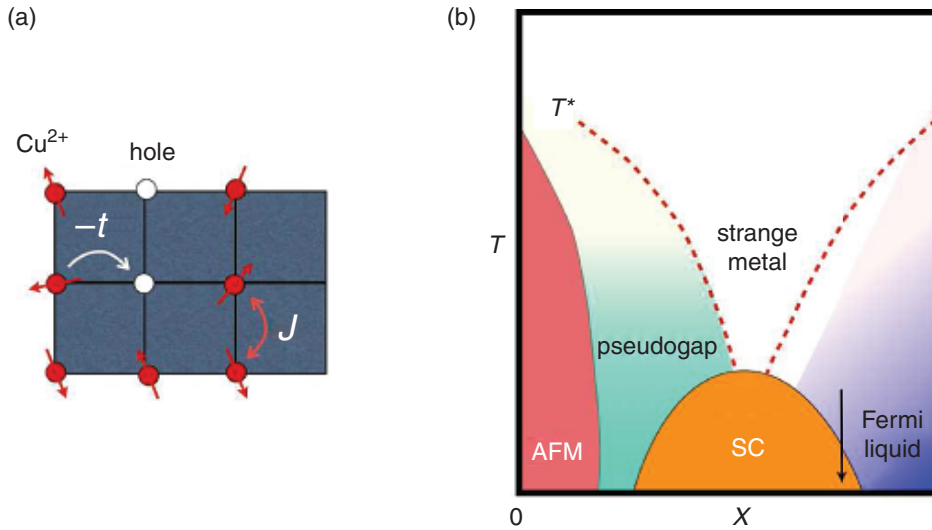 (a)
Cu²⁺
hole
–t
J
(b)
T*
T
strange
metal
pseudogap
AFM
SC
Fermi
liquid
0
X